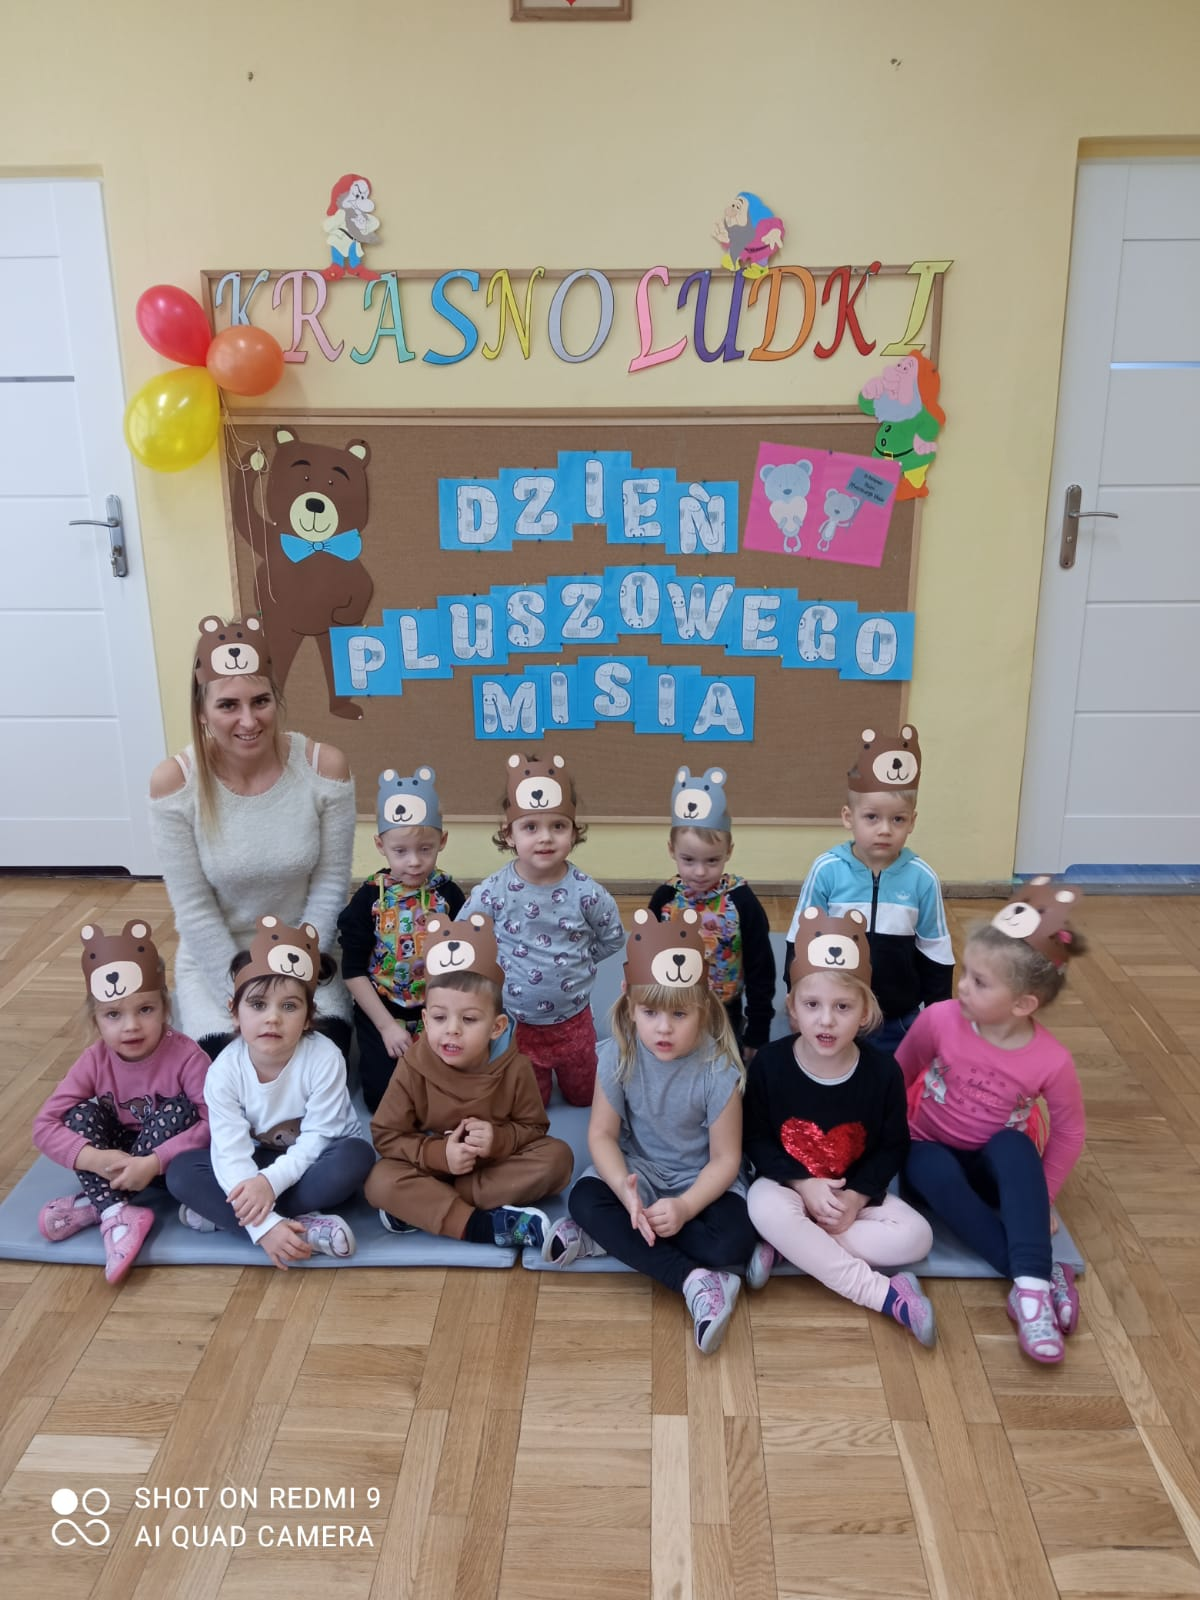 KRASNOLUDKI
DZIEŃ
PLUSZOWEGO
MISIA
SHOT ON REDMI 9
AI QUAD CAMERA